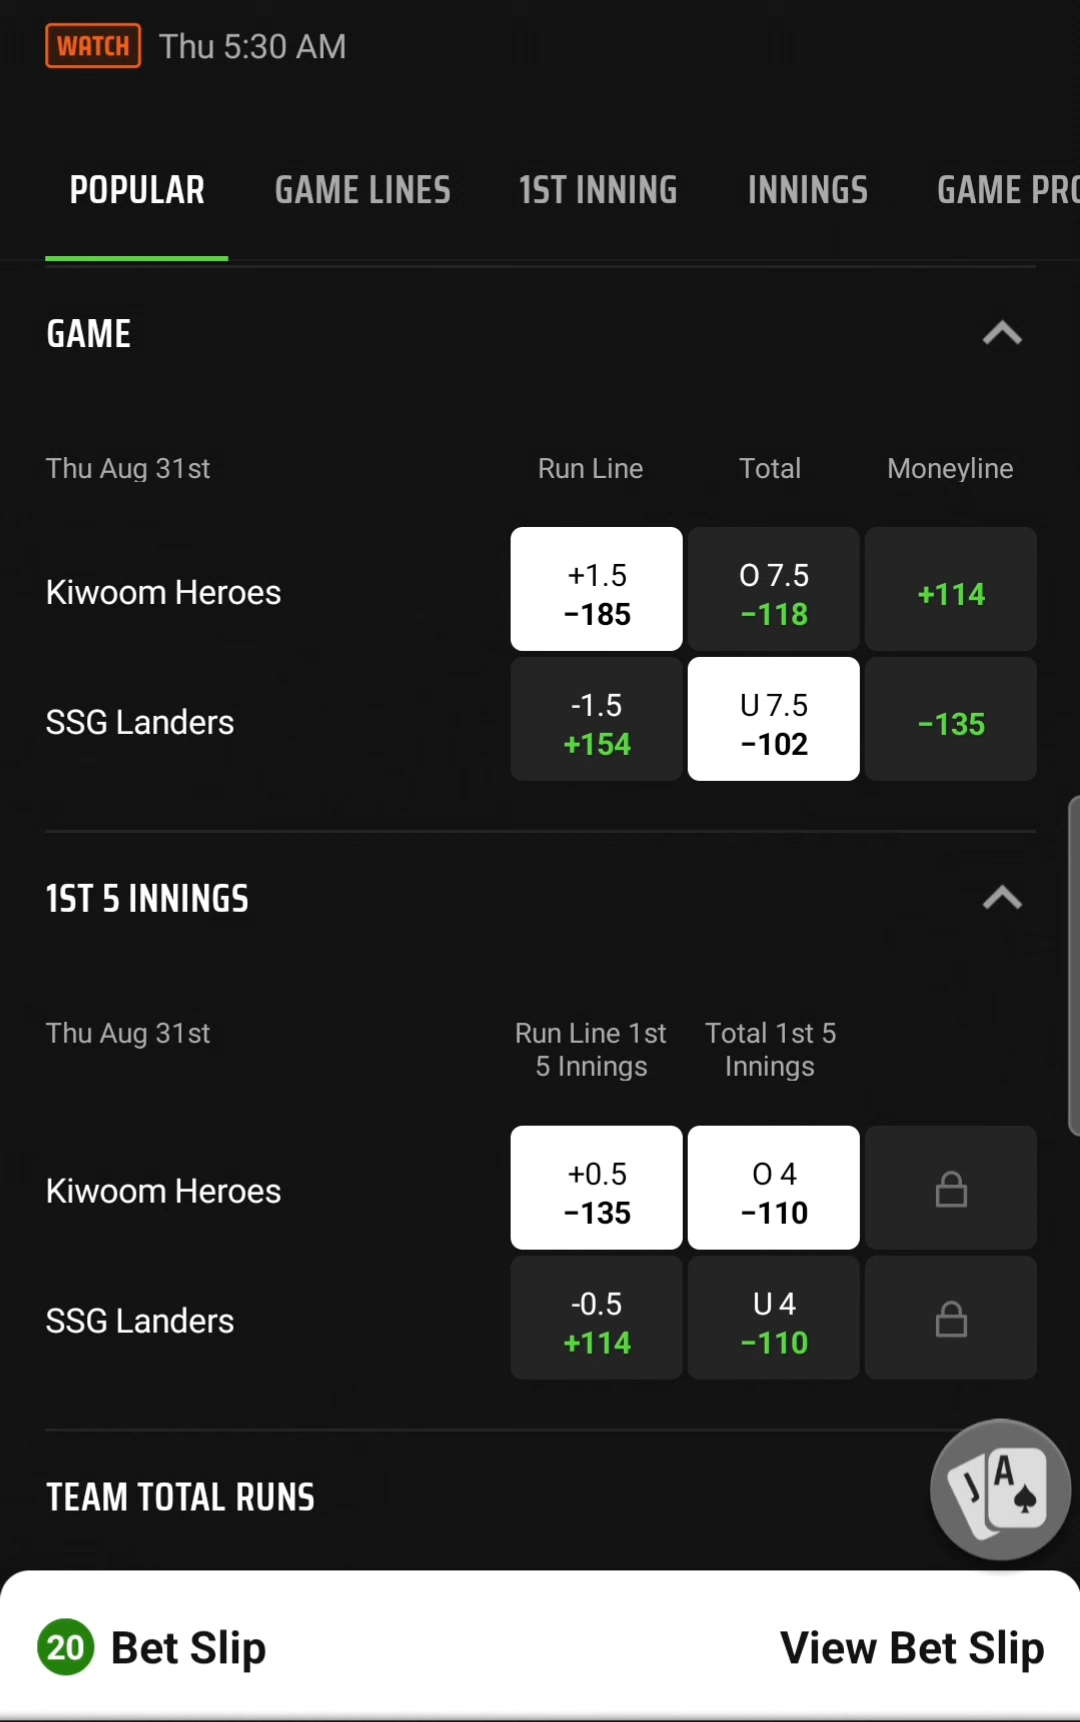 WATCH Thu 5:30 AM
POPULAR GAME LINES 1ST INNING INNINGS GAME PRO
GAME
Thu Aug 31st Run Line Total Moneyline
Kiwoom Heroes +1.5 −185 O 7.5 −118 +114
SSG Landers -1.5 +154 U 7.5 −102 −135
1ST 5 INNINGS
Thu Aug 31st Run Line 1st 5 Innings Total 1st 5 Innings
Kiwoom Heroes +0.5 −135 O 4 −110
SSG Landers -0.5 +114 U 4 −110
TEAM TOTAL RUNS
J A
20 Bet Slip View Bet Slip